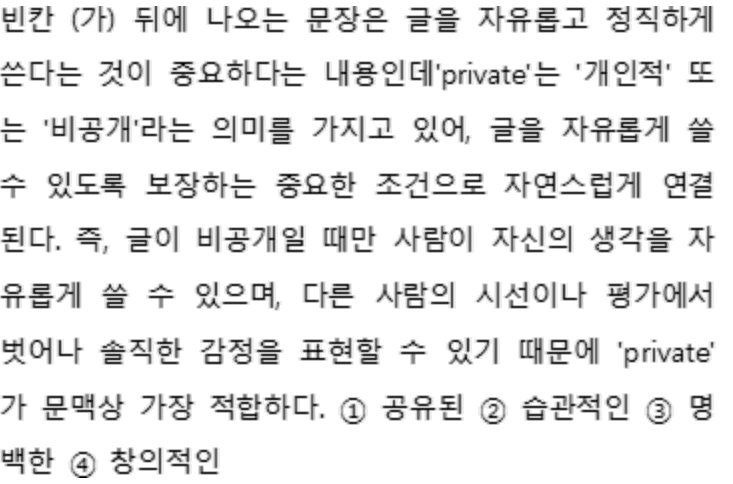 빈칸 (가) 뒤에 나오는 문장은 글을 자유롭고 정직하게
쓴다는 것이 중요하다는 내용인데'private'는 '개인적' 또
는 '비공개'라는 의미를 가지고 있어, 글을 자유롭게 쓸
수 있도록 보장하는 중요한 조건으로 자연스럽게 연결
된다. 즉, 글이 비공개일 때만 사람이 자신의 생각을 자
유롭게 쓸 수 있으며, 다른 사람의 시선이나 평가에서
벗어나 솔직한 감정을 표현할 수 있기 때문에 'private'
가 문맥상 가장 적합하다. ① 공유된 ② 습관적인 ③ 명
백한 ④ 창의적인